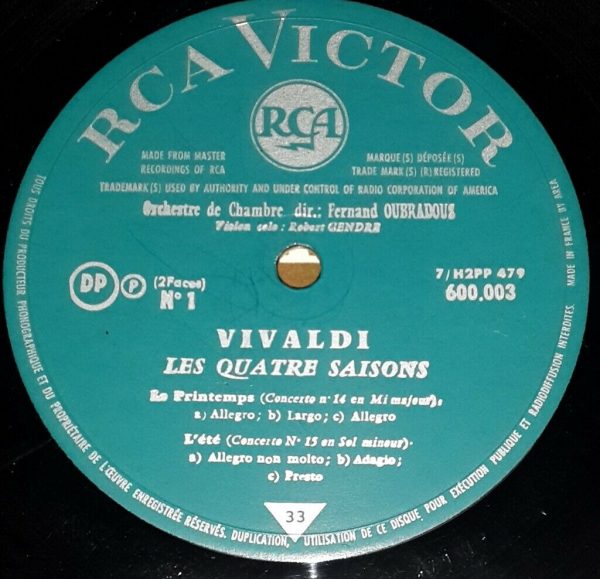 RCA VICTOR
RCA
MADE FROM MASTER
RECORDINGS OF RCA
MARQUE(S) DÉPOSÉE(S)
TRADE MARK(S) (R) REGISTERED
TRADEMARK(S) USED BY AUTHORITY AND UNDER CONTROL OF RADIO CORPORATION OF AMERICA
Orchestre de Chambre dir.: Fernand OUBRADOUS
Violon solo : Robert GENDRE
DP P (2Faces)
N° 1
7/H2PP 479
600.003
VIVALDI
LES QUATRE SAISONS
Le Printemps (Concerto n° 14 en Mi majeur):
a) Allegro; b) Largo; c) Allegro
L'été (Concerto N° 15 en Sol mineur)·
a) Allegro non molto; b) Adagio;
c) Presto
33
TOUS DROITS DU PRODUCTEUR PHONOGRAPHIQUE ET DU PROPRIÉTAIRE DE L'ŒUVRE ENREGISTRÉE RÉSERVÉS. DUPLICATION, UTILISATION DE CE DISQUE POUR EXÉCUTION PUBLIQUE ET RADIODIFFUSION INTERDITES. MADE IN FRANCE BY AREA